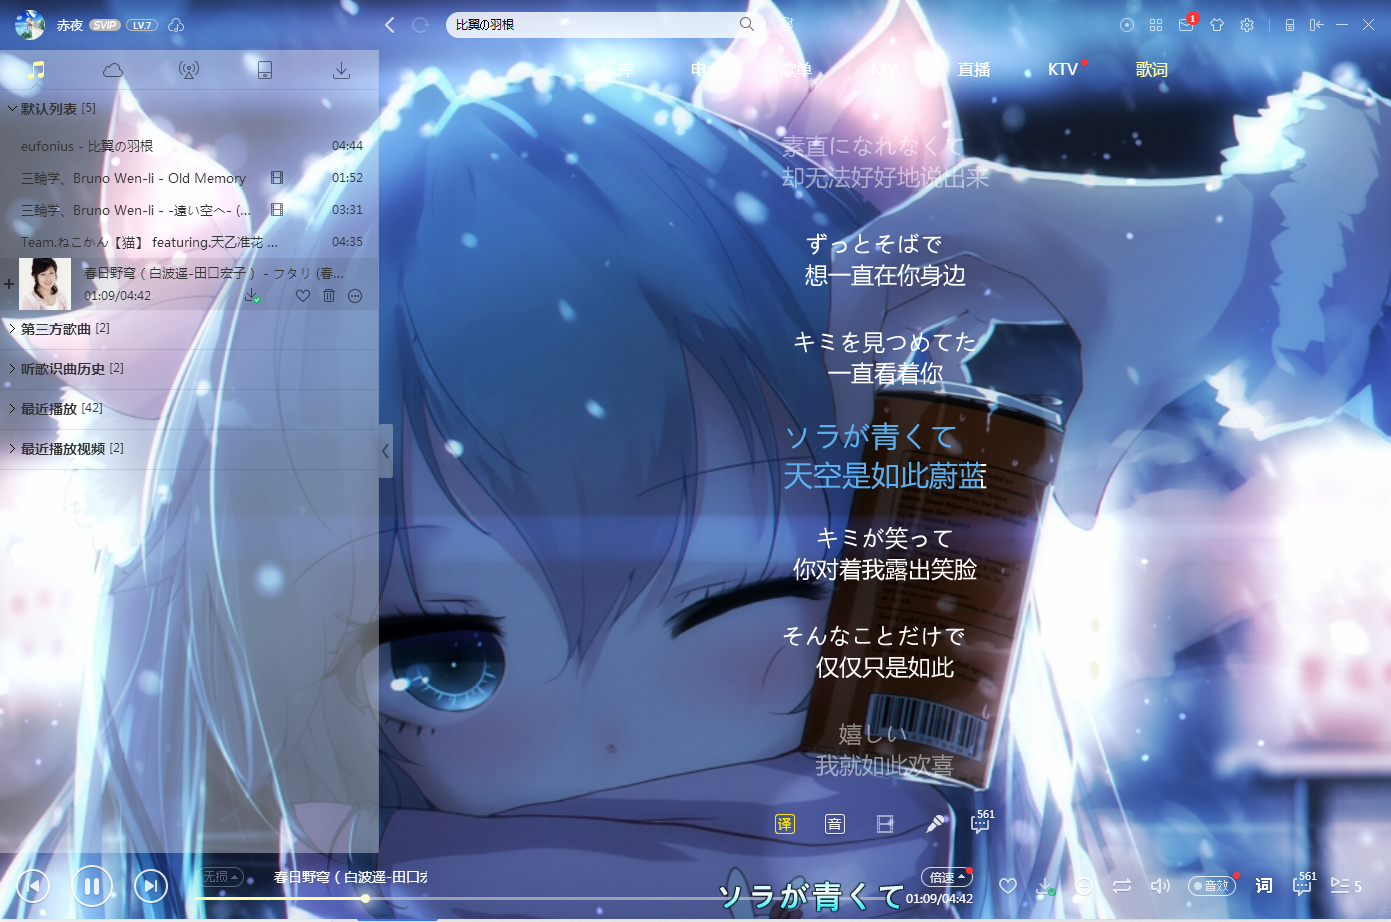 赤夜 SVIP LV.7
比翼の羽根
1
乐库 电台 歌单 MV 直播 KTV 歌词
默认列表 [5]
eufonius - 比翼の羽根 04:44
三輪学、Bruno Wen-li - Old Memory 01:52
三輪学、Bruno Wen-li - -遠い空へ- (... 03:31
Team.ねこかん【猫】 featuring.天乙准花 ... 04:35
春日野穹 ( 白波遥-田口宏子 ) - フタリ (春...
01:09/04:42
第三方歌曲 [2]
听歌识曲历史 [2]
最近播放 [42]
最近播放视频 [2]
素直になれなくて
却无法好好地说出来
ずっとそばで
想一直在你身边
キミを見つめてた
一直看着你
ソラが青くて
天空是如此蔚蓝
キミが笑って
你对着我露出笑脸
そんなことだけで
仅仅只是如此
嬉しい
我就如此欢喜
译 音 561
无损 春日野穹 ( 白波遥-田口宏
倍速
01:09/04:42
音效 词 561 5
ソラが青くて